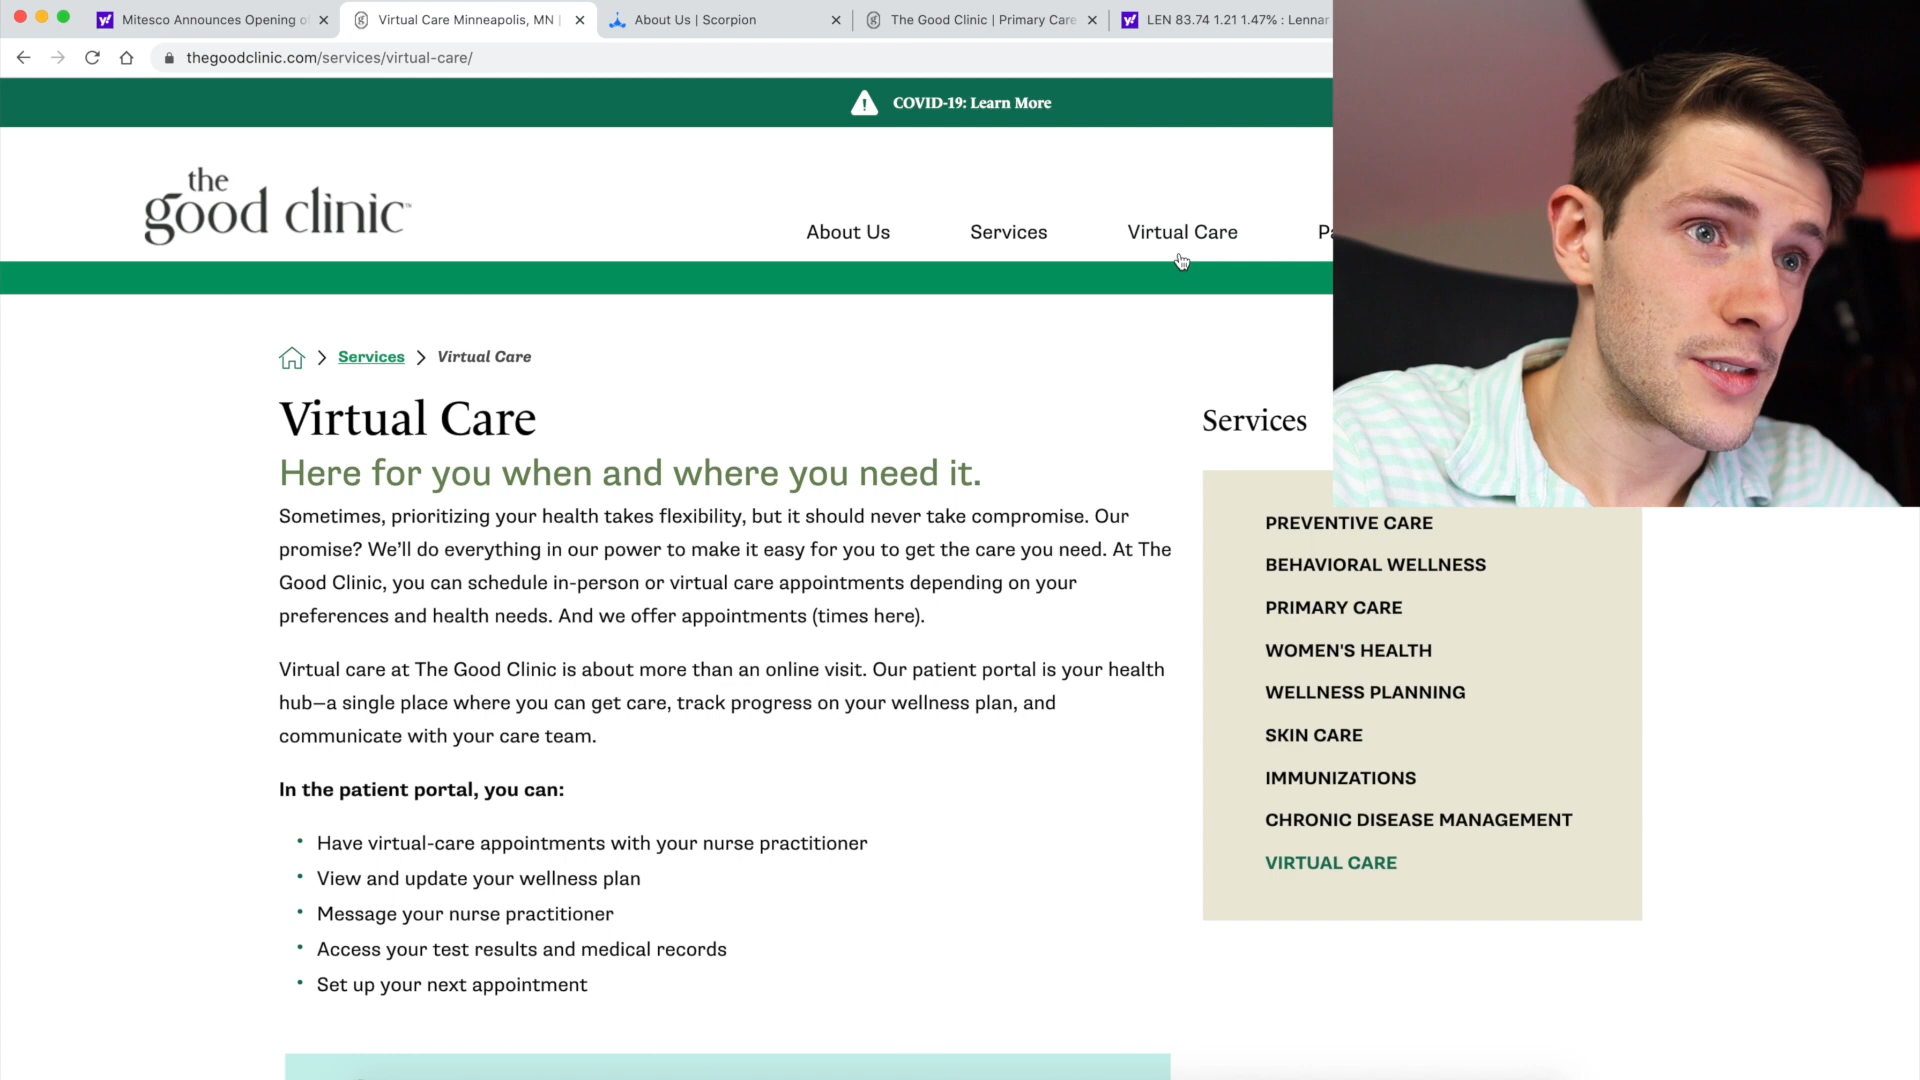 Mitesco Announces Opening o
Virtual Care Minneapolis, MN |
About Us | Scorpion
The Good Clinic | Primary Care
LEN 83.74 1.21 1.47% : Lennar
thegoodclinic.com/services/virtual-care/
COVID-19: Learn More
the
good clinic
About Us
Services
Virtual Care
Services
Virtual Care
Virtual Care
Here for you when and where you need it.
Sometimes, prioritizing your health takes flexibility, but it should never take compromise. Our
promise? We'll do everything in our power to make it easy for you to get the care you need. At The
Good Clinic, you can schedule in-person or virtual care appointments depending on your
preferences and health needs. And we offer appointments (times here).
Virtual care at The Good Clinic is about more than an online visit. Our patient portal is your health
hub—a single place where you can get care, track progress on your wellness plan, and
communicate with your care team.
In the patient portal, you can:
• Have virtual-care appointments with your nurse practitioner
• View and update your wellness plan
• Message your nurse practitioner
• Access your test results and medical records
• Set up your next appointment
Services
PREVENTIVE CARE
BEHAVIORAL WELLNESS
PRIMARY CARE
WOMEN'S HEALTH
WELLNESS PLANNING
SKIN CARE
IMMUNIZATIONS
CHRONIC DISEASE MANAGEMENT
VIRTUAL CARE